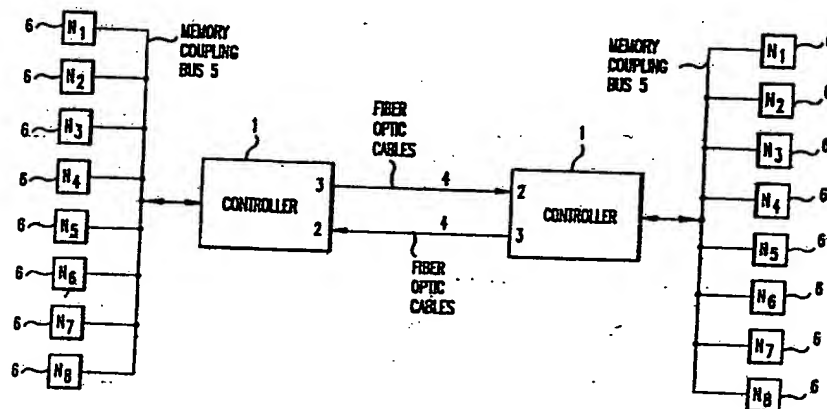 6 N1
6 N2
6 N3
6 N4
6 N5
6 N6
6 N7
6 N8
MEMORY
COUPLING
BUS 5
1
CONTROLLER
3
2
FIBER
OPTIC
CABLES
4
4
FIBER
OPTIC
CABLES
1
2
CONTROLLER
3
MEMORY
COUPLING
BUS 5
N1 6
N2 6
N3 6
N4 6
N5 6
N6 6
N7 6
N8 6